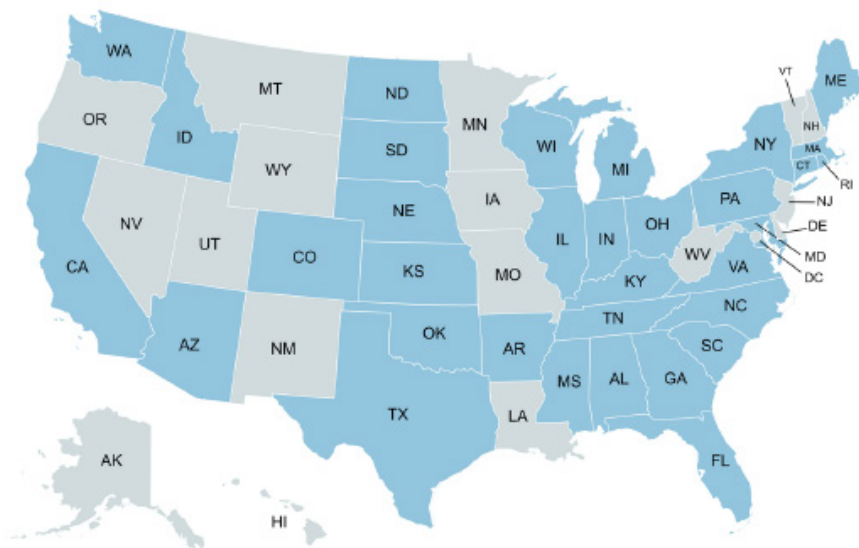 WA
MT
ND
MN
VT
ME
OR
ID
SD
WI
MI
NY
NH
MA
CT
RI
WY
NE
IA
PA
NJ
NV
UT
CO
IL
IN
OH
DE
MD
DC
CA
KS
MO
WV
VA
KY
NC
AZ
NM
OK
AR
TN
SC
TX
LA
MS
AL
GA
FL
AK
HI